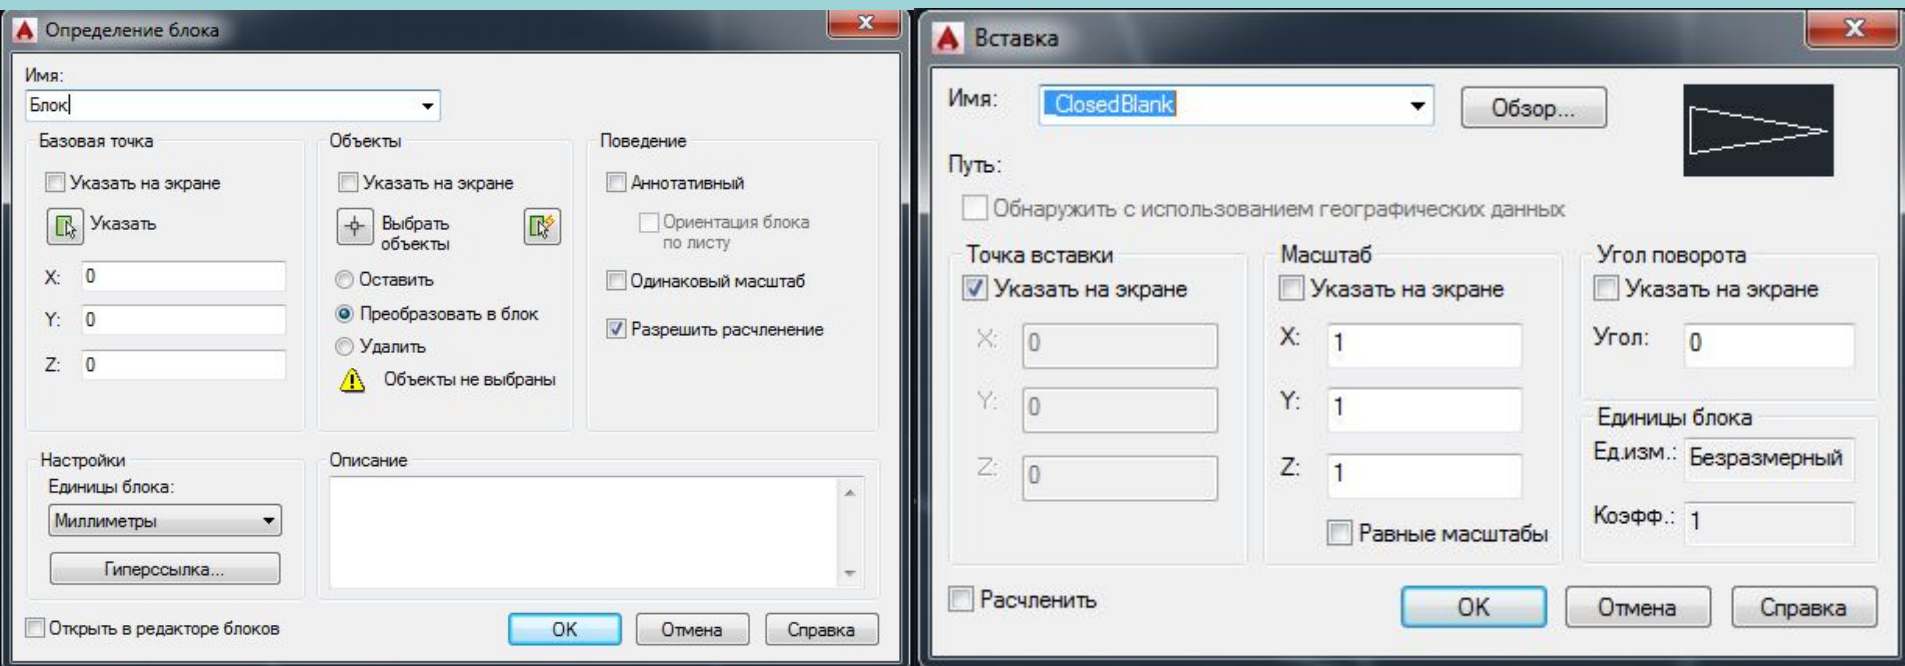 Определение блока
Имя:
Блок
Базовая точка
Указать на экране
Указать
X: 0
Y: 0
Z: 0
Объекты
Указать на экране
Выбрать
объекты
Оставить
Преобразовать в блок
Удалить
Объекты не выбраны
Поведение
Аннотативный
Ориентация блока
по листу
Одинаковый масштаб
Разрешить расчленение
Настройки
Единицы блока:
Миллиметры
Гиперссылка...
Описание
Открыть в редакторе блоков
OK
Отмена
Справка
Вставка
Имя: _ClosedBlank
Обзор...
Путь:
Обнаружить с использованием географических данных
Точка вставки
Указать на экране
X: 0
Y: 0
Z: 0
Масштаб
Указать на экране
X: 1
Y: 1
Z: 1
Равные масштабы
Угол поворота
Указать на экране
Угол: 0
Единицы блока
Ед.изм.: Безразмерный
Коэфф.: 1
Расчленить
OK
Отмена
Справка